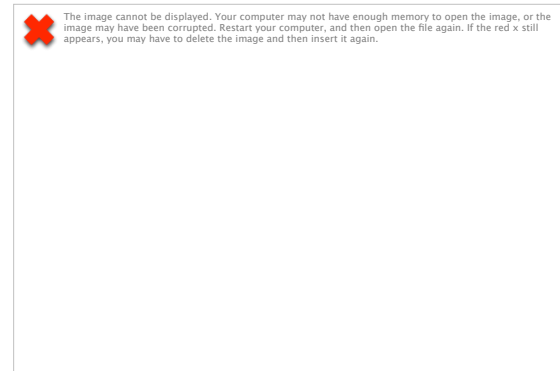 The image cannot be displayed. Your computer may not have enough memory to open the image, or the
image may have been corrupted. Restart your computer, and then open the file again. If the red x still
appears, you may have to delete the image and then insert it again.